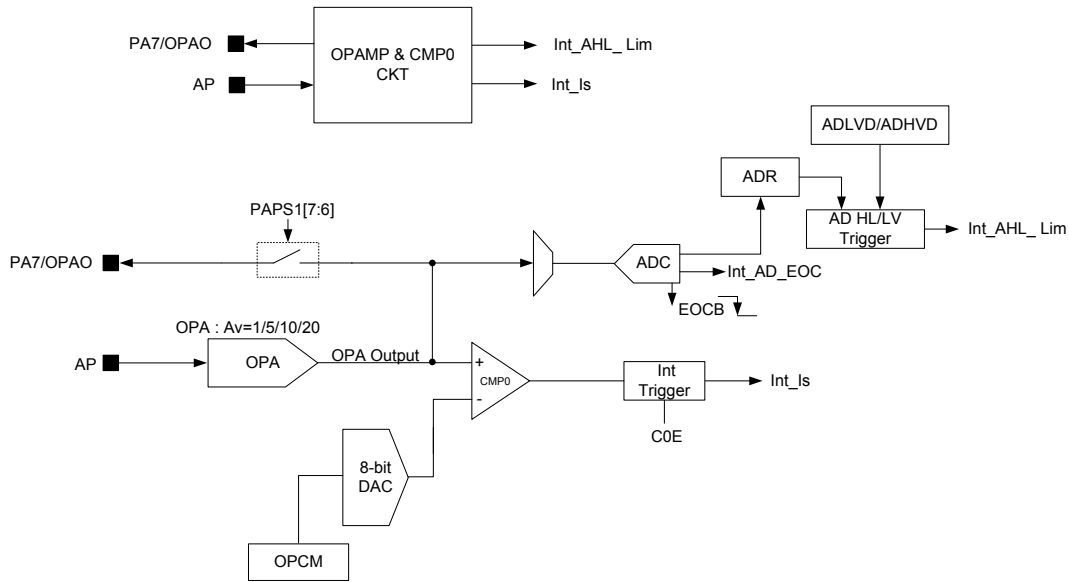 PA7/OPAO
AP
OPAMP & CMP0
CKT
Int_AHL_ Lim
Int_Is
ADLVD/ADHVD
ADR
AD HL/LV
Trigger
Int_AHL_ Lim
PAPS1[7:6]
PA7/OPAO
ADC
Int_AD_EOC
EOCB
OPA : Av=1/5/10/20
AP
OPA
OPA Output
+
CMP0
-
Int
Trigger
Int_Is
C0E
8-bit
DAC
OPCM